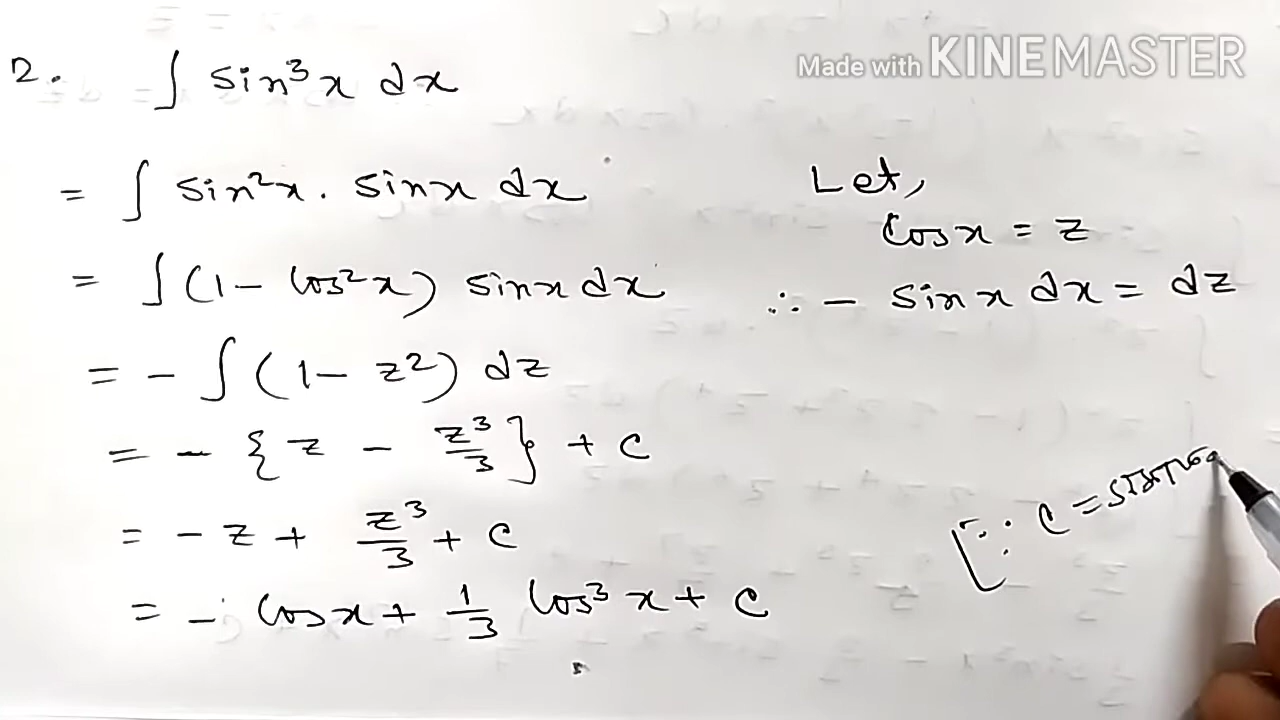 Made with KINEMASTER
2. ∫ sin³x dx
= ∫ sin²x . sinx dx
= ∫(1 - cos²x) sinx dx
= - ∫ (1 - z²) dz
= - {z - z³/3} + c
= - z + z³/3 + c
= - cosx + 1/3 cos³x + c
Let,
cosx = z
∴ - sinx dx = dz
[∵ c =